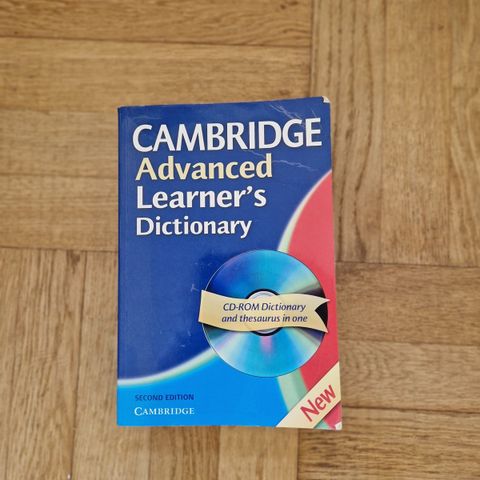 CAMBRIDGE
Advanced
Learner's
Dictionary
CD-ROM Dictionary
and thesaurus in one
SECOND EDITION
CAMBRIDGE
New